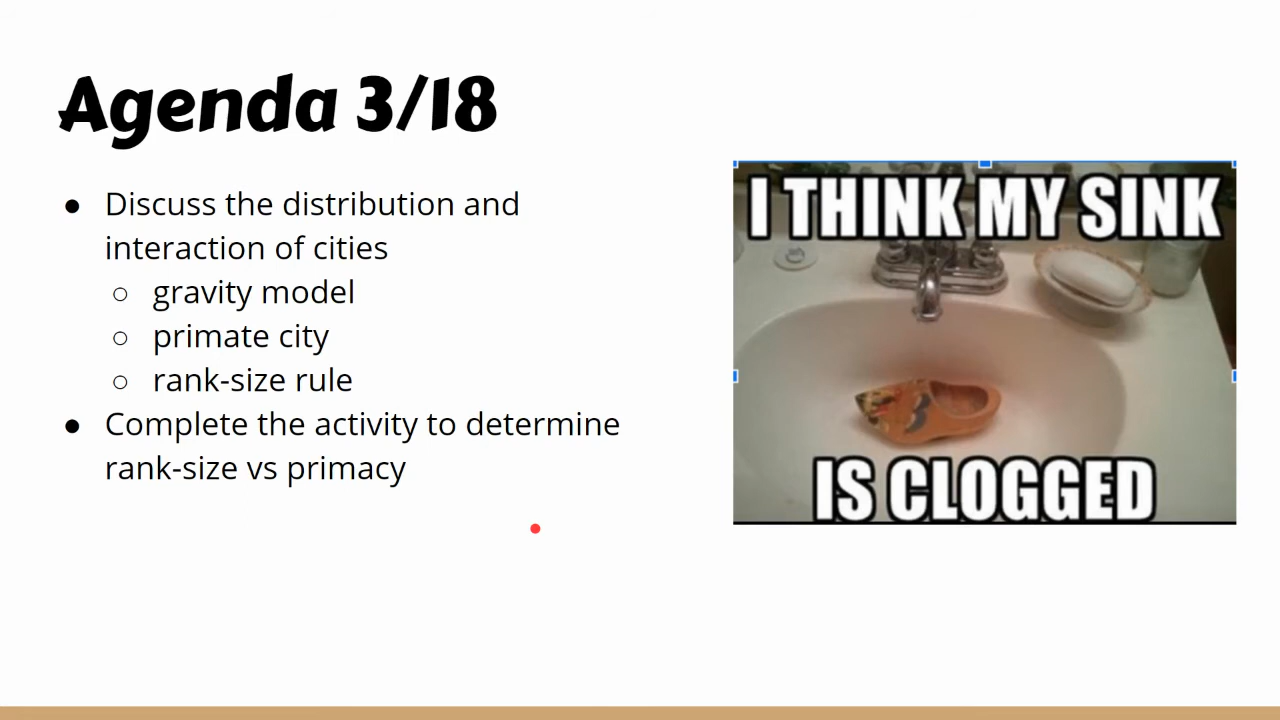 Agenda 3/18
● Discuss the distribution and
interaction of cities
○ gravity model
○ primate city
○ rank-size rule
● Complete the activity to determine
rank-size vs primacy
I THINK MY SINK
IS CLOGGED